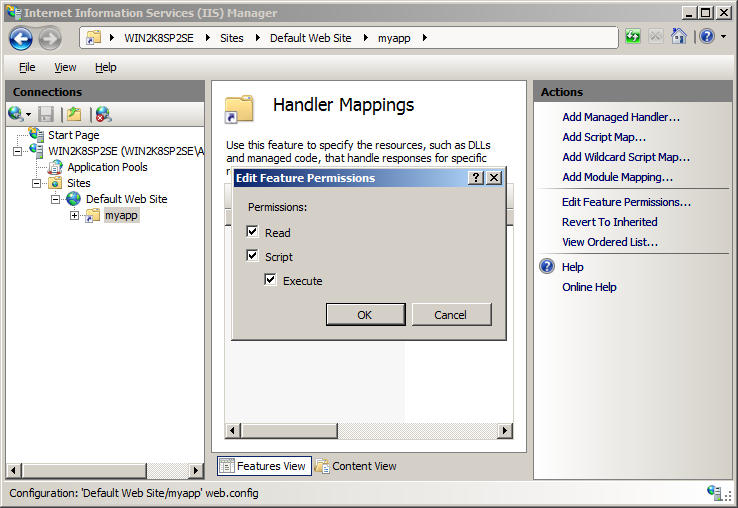 Internet Information Services (IIS) Manager
WIN2K8SP2SE Sites Default Web Site myapp
File View Help
Connections
Start Page
WIN2K8SP2SE (WIN2K8SP2SE\A
Application Pools
Sites
Default Web Site
myapp
Handler Mappings
Use this feature to specify the resources, such as DLLs
and managed code, that handle responses for specific
Edit Feature Permissions
Permissions:
Read
Script
Execute
OK Cancel
Features View Content View
Actions
Add Managed Handler...
Add Script Map...
Add Wildcard Script Map...
Add Module Mapping...
Edit Feature Permissions...
Revert To Inherited
View Ordered List...
Help
Online Help
Configuration: 'Default Web Site/myapp' web.config